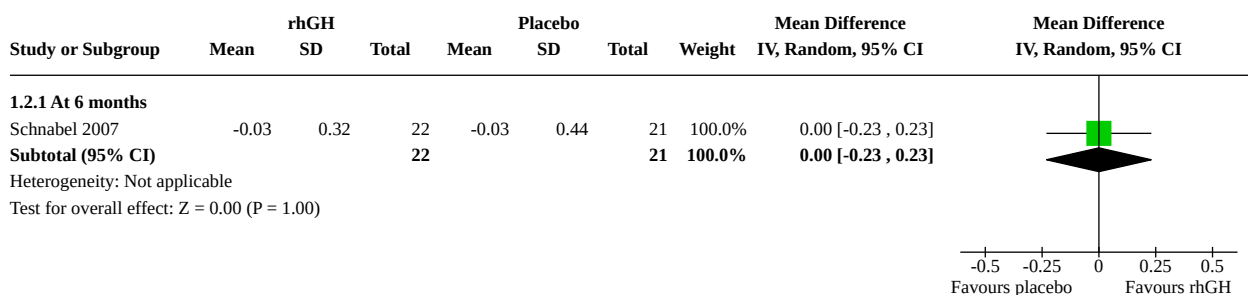 rhGH Placebo Mean Difference Mean Difference
Study or Subgroup Mean SD Total Mean SD Total Weight IV, Random, 95% CI IV, Random, 95% CI
1.2.1 At 6 months
Schnabel 2007 -0.03 0.32 22 -0.03 0.44 21 100.0% 0.00 [-0.23 , 0.23]
Subtotal (95% CI) 22 21 100.0% 0.00 [-0.23 , 0.23]
Heterogeneity: Not applicable
Test for overall effect: Z = 0.00 (P = 1.00)
-0.5 -0.25 0 0.25 0.5
Favours placebo Favours rhGH